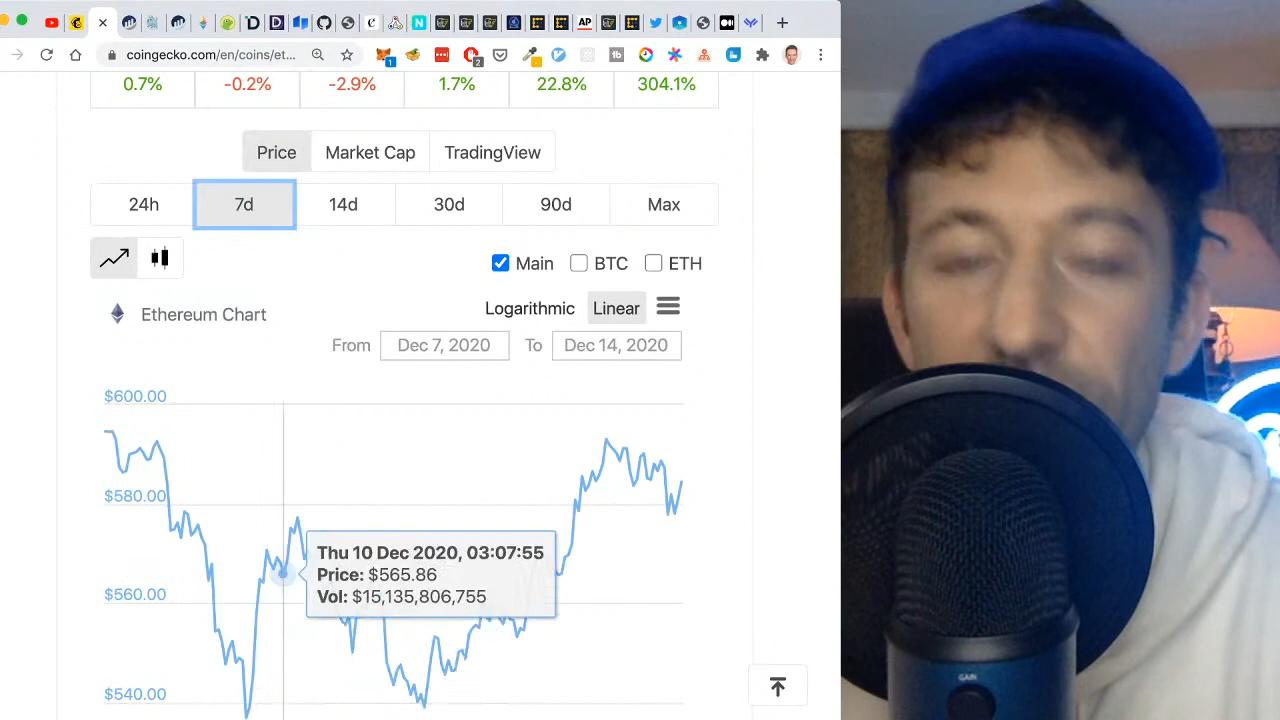 coingecko.com/en/coins/et...
1
2
0.7%
-0.2%
-2.9%
1.7%
22.8%
304.1%
Price
Market Cap
TradingView
24h
7d
14d
30d
90d
Max
Main
BTC
ETH
Logarithmic
Linear
Ethereum Chart
From
Dec 7, 2020
To
Dec 14, 2020
$600.00
$580.00
$560.00
$540.00
Thu 10 Dec 2020, 03:07:55
Price: $565.86
Vol: $15,135,806,755
GAIN